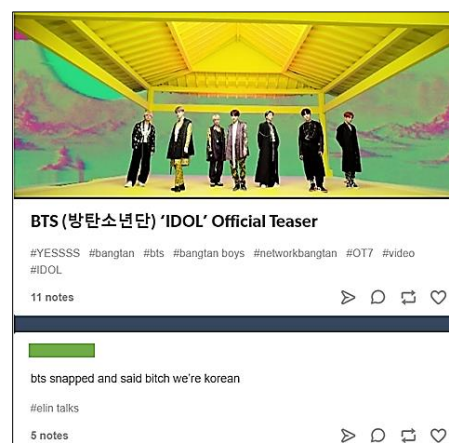 BTS (방탄소년단) ‘IDOL’ Official Teaser
#YESSSS #bangtan #bts #bangtan boys #networkbangtan #OT7 #video
#IDOL
11 notes
bts snapped and said bitch we're korean
#elin talks
5 notes